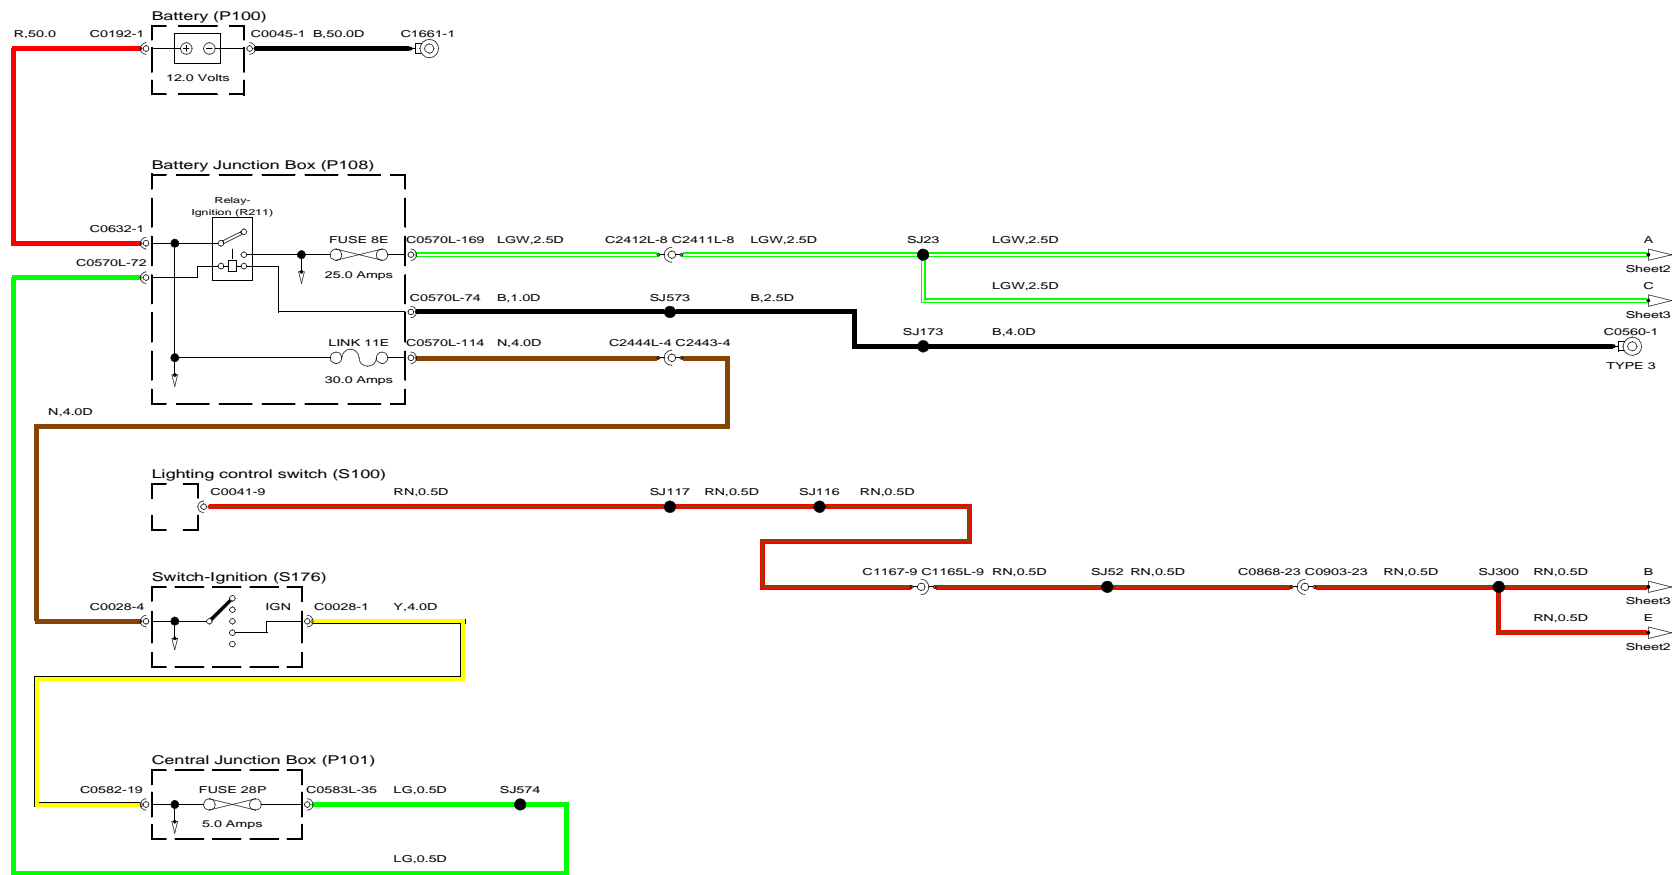 Battery (P100)
R,50.0 C0192-1 C0045-1 B,50.0D C1661-1
12.0 Volts
Battery Junction Box (P108)
Relay-
Ignition (R211)
C0632-1 FUSE 8E C0570L-169 LGW,2.5D C2412L-8 C2411L-8 LGW,2.5D SJ23 LGW,2.5D A
C0570L-72 25.0 Amps Sheet2
LGW,2.5D C
C0570L-74 B,1.0D SJ573 B,2.5D Sheet3
SJ173 B,4.0D C0560-1
LINK 11E C0570L-114 N,4.0D C2444L-4 C2443-4
TYPE 3
30.0 Amps
N,4.0D
Lighting control switch (S100)
C0041-9 RN,0.5D SJ117 RN,0.5D SJ116 RN,0.5D
C1167-9 C1165L-9 RN,0.5D SJ52 RN,0.5D C0868-23 C0903-23 RN,0.5D SJ300 RN,0.5D B
Switch-Ignition (S176)
Sheet3
C0028-4 IGN C0028-1 Y,4.0D
RN,0.5D E
Sheet2
Central Junction Box (P101)
C0582-19 FUSE 28P C0583L-35 LG,0.5D SJ574
5.0 Amps
LG,0.5D